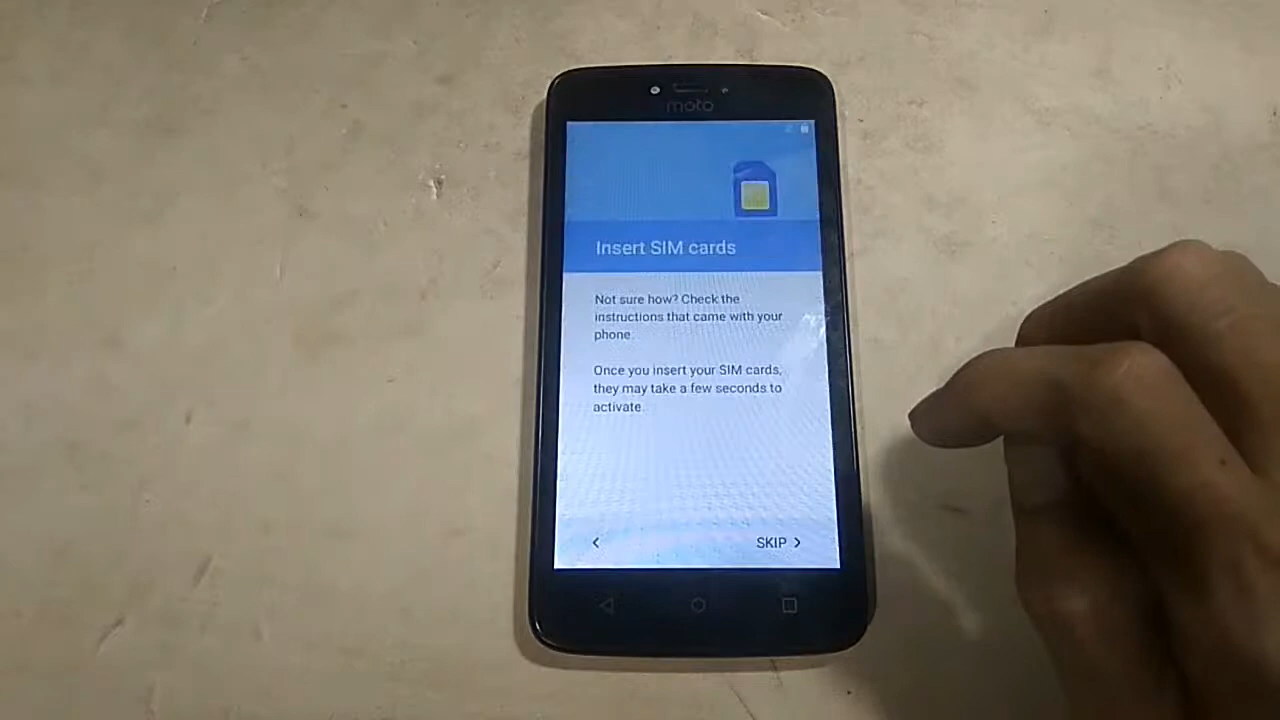 moto
Insert SIM cards
Not sure how? Check the
instructions that came with your
phone.
Once you insert your SIM cards,
they may take a few seconds to
activate.
SKIP